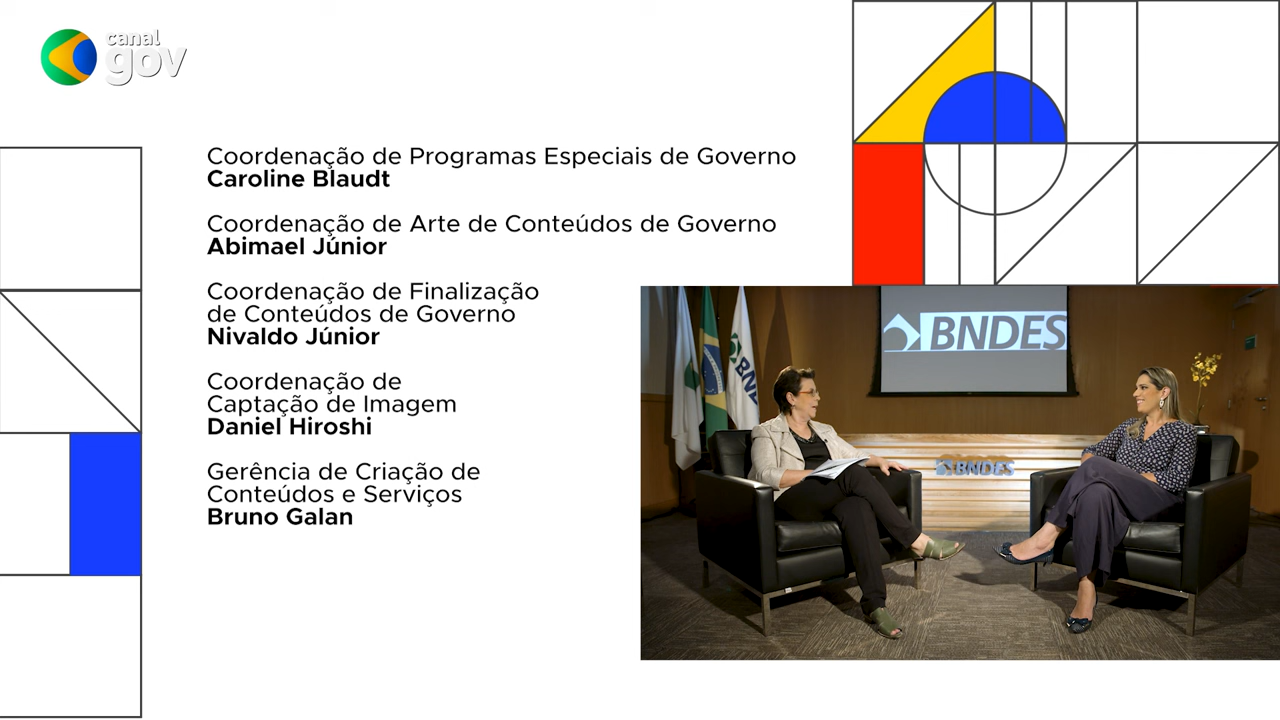 canal
gov
Coordenação de Programas Especiais de Governo
Caroline Blaudt
Coordenação de Arte de Conteúdos de Governo
Abimael Júnior
Coordenação de Finalização
de Conteúdos de Governo
Nivaldo Júnior
Coordenação de
Captação de Imagem
Daniel Hiroshi
Gerência de Criação de
Conteúdos e Serviços
Bruno Galan
BNDES
BND
BNDES